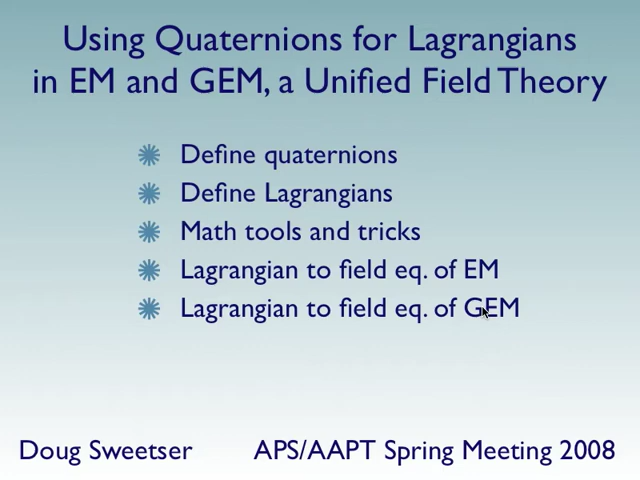 Using Quaternions for Lagrangians
in EM and GEM, a Unified Field Theory
Define quaternions
Define Lagrangians
Math tools and tricks
Lagrangian to field eq. of EM
Lagrangian to field eq. of GEM
Doug Sweetser APS/AAPT Spring Meeting 2008